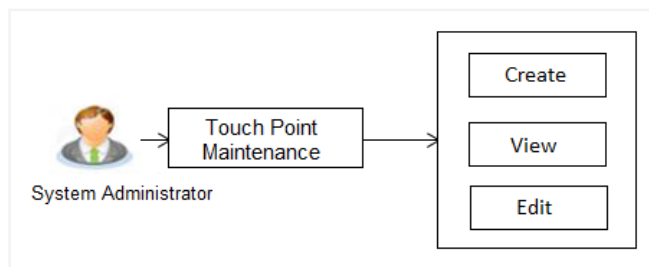 System Administrator
Touch Point
Maintenance
Create
View
Edit